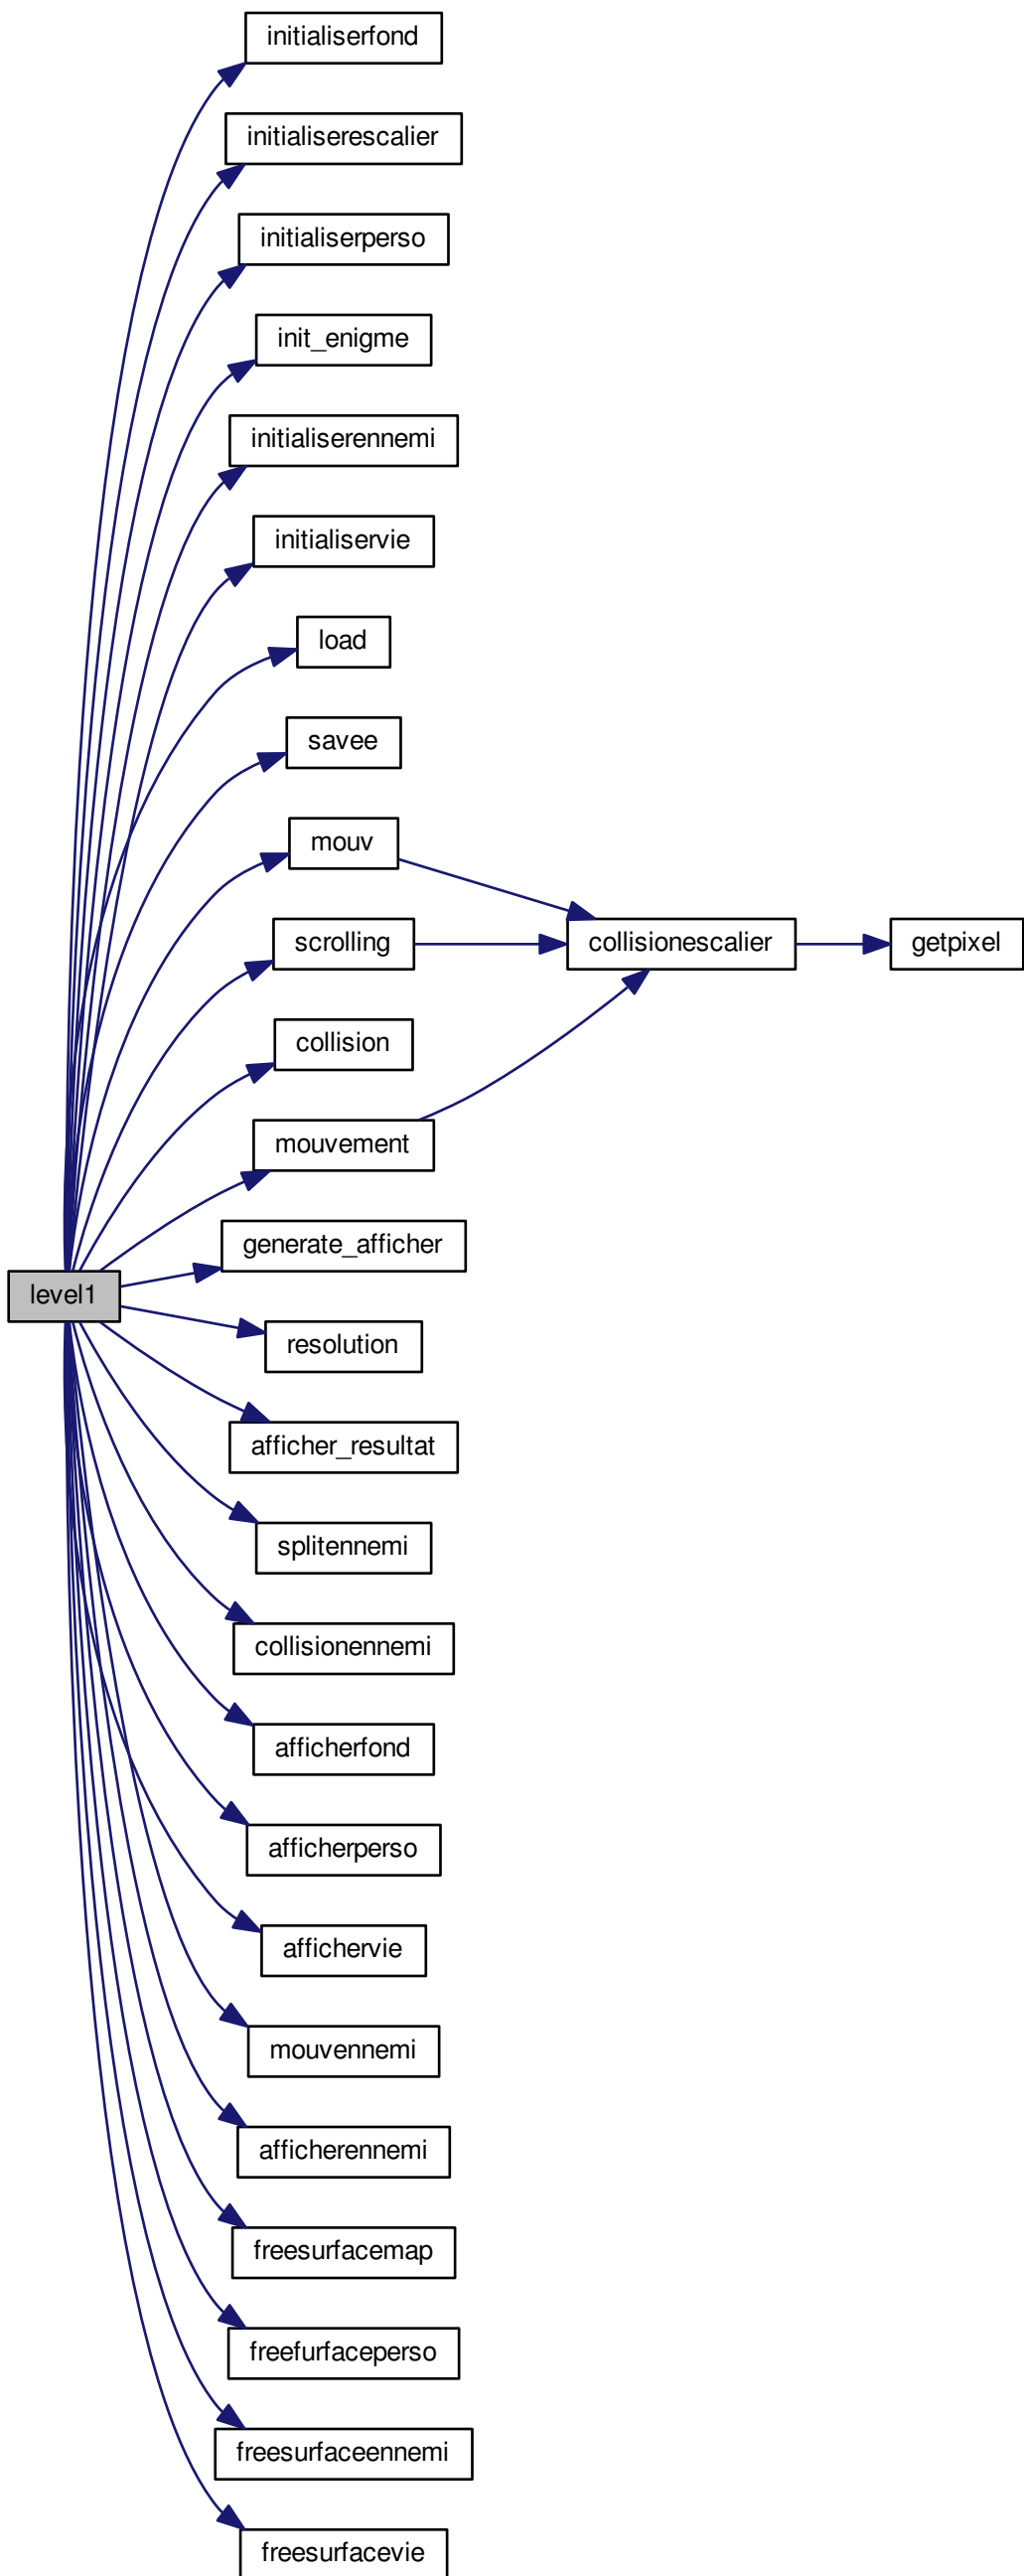 initialiserfond
initialiserescalier
initialiserperso
init_enigme
initialiserennemi
initialiservie
load
savee
mouv
scrolling
collisionescalier
getpixel
collision
mouvement
generate_afficher
level1
resolution
afficher_resultat
splitennemi
collisionennemi
afficherfond
afficherperso
affichervie
mouvennemi
afficherennemi
freesurfacemap
freefurfaceperso
freesurfaceennemi
freesurfacevie